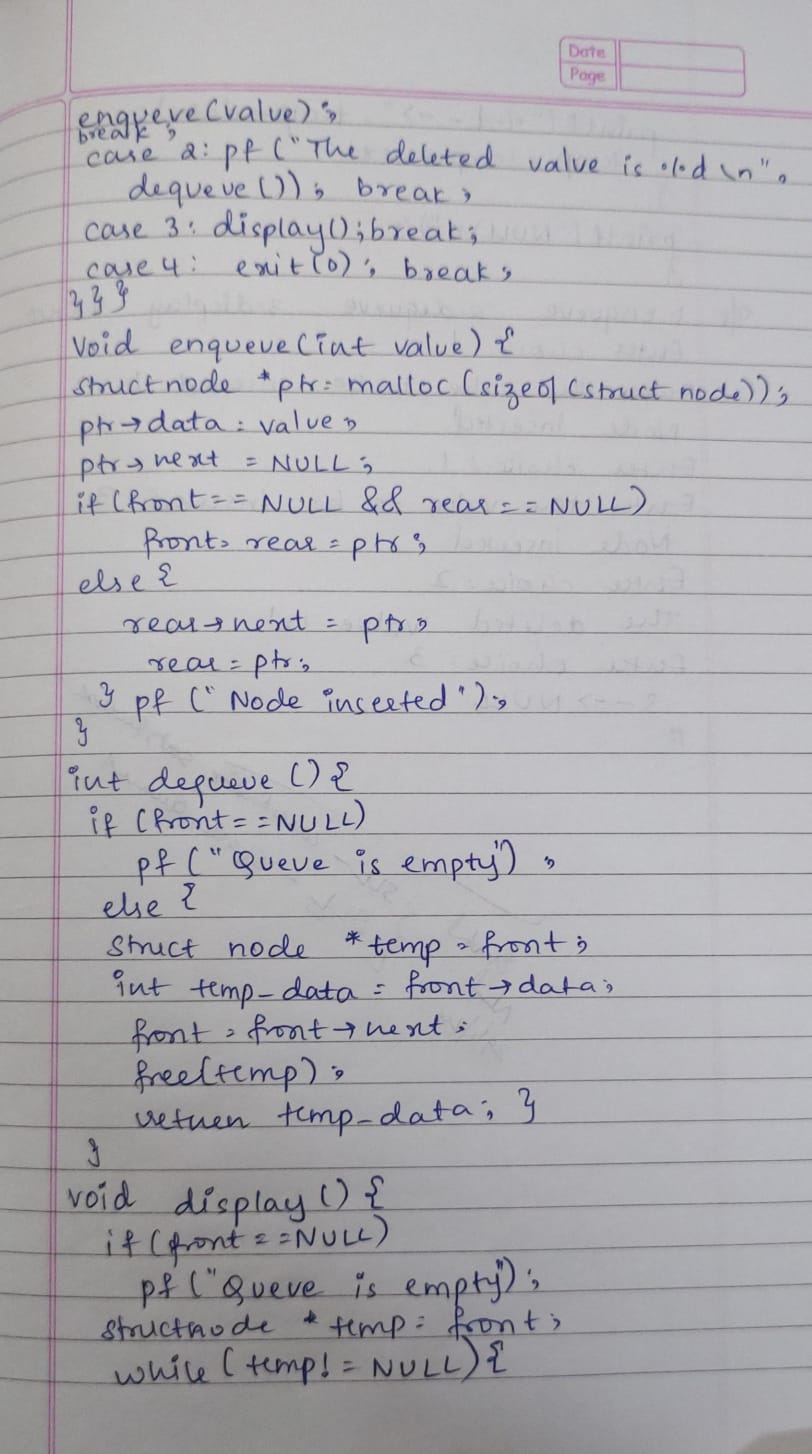 Date
Page
enqueue(value);
break;
case 2: pf ("The deleted value is %d \n",
dequeue()); break;
case 3: display(); break;
case 4: exit(0); break;
}}}
Void enqueue(int value) {
struct node *ptr = malloc (sizeof (struct node));
ptr→data = value;
ptr→next = NULL;
if (front == NULL && rear == NULL)
front = rear = ptr;
else {
rear→next = ptr;
rear = ptr;
} pf (" Node inserted");
}
int dequeue () {
if (front == NULL)
pf (" Queue is empty");
else {
struct node *temp = front;
int temp_data = front→data;
front = front→next;
free(temp);
return temp_data; }
}
void display () {
if (front == NULL)
pf ("Queue is empty");
struct node * temp = front;
while (temp != NULL) {